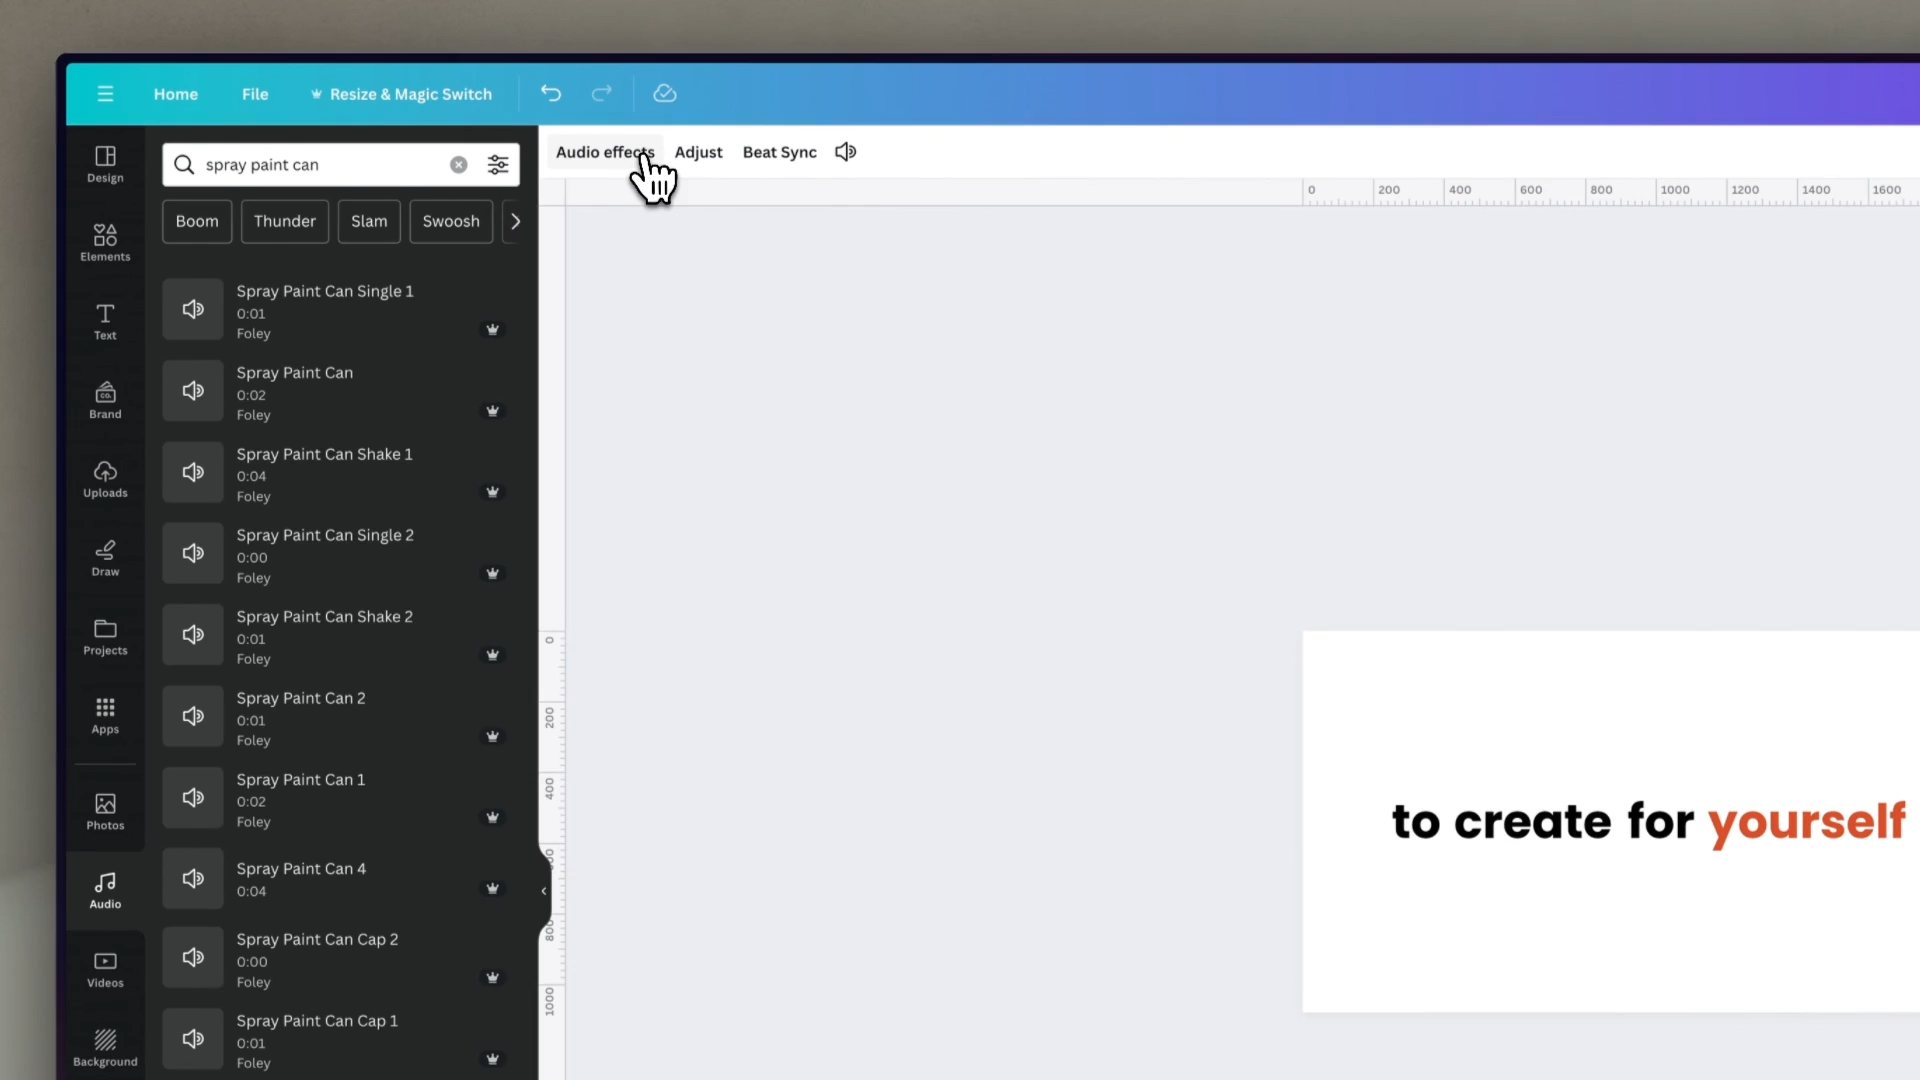 Home File Resize & Magic Switch
Audio effects Adjust Beat Sync
spray paint can
Boom Thunder Slam Swoosh
0 200 400 600 800 1000 1200 1400 1600
Design
Elements
Text
Brand
CO.
Uploads
Draw
Projects
Apps
Photos
Audio
Videos
Background
Spray Paint Can Single 1
0:01
Foley
Spray Paint Can
0:02
Foley
Spray Paint Can Shake 1
0:04
Foley
Spray Paint Can Single 2
0:00
Foley
Spray Paint Can Shake 2
0:01
Foley
Spray Paint Can 2
0:01
Foley
Spray Paint Can 1
0:02
Foley
Spray Paint Can 4
0:04
Spray Paint Can Cap 2
0:00
Foley
Spray Paint Can Cap 1
0:01
Foley
0
200
400
800
1000
to create for yourself